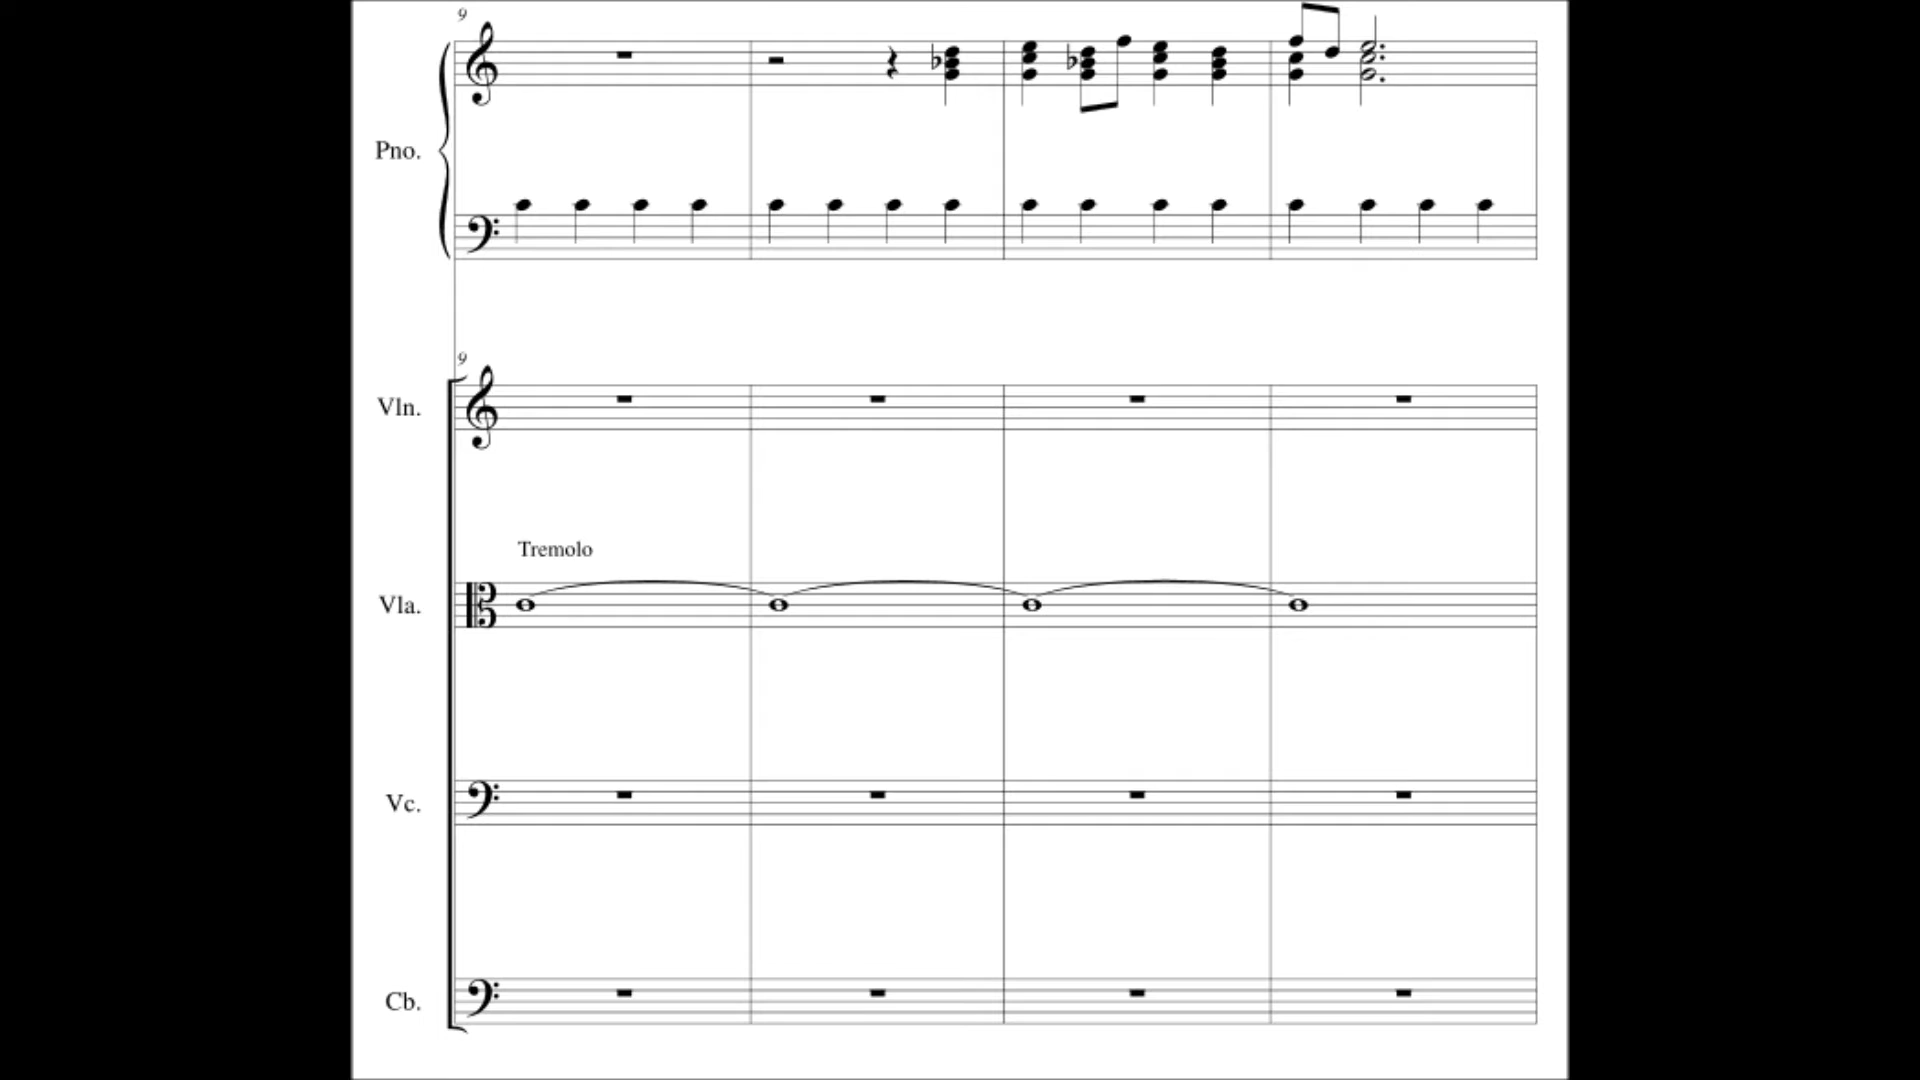 9
Pno.
9
Vln.
Tremolo
Vla.
Vc.
Cb.